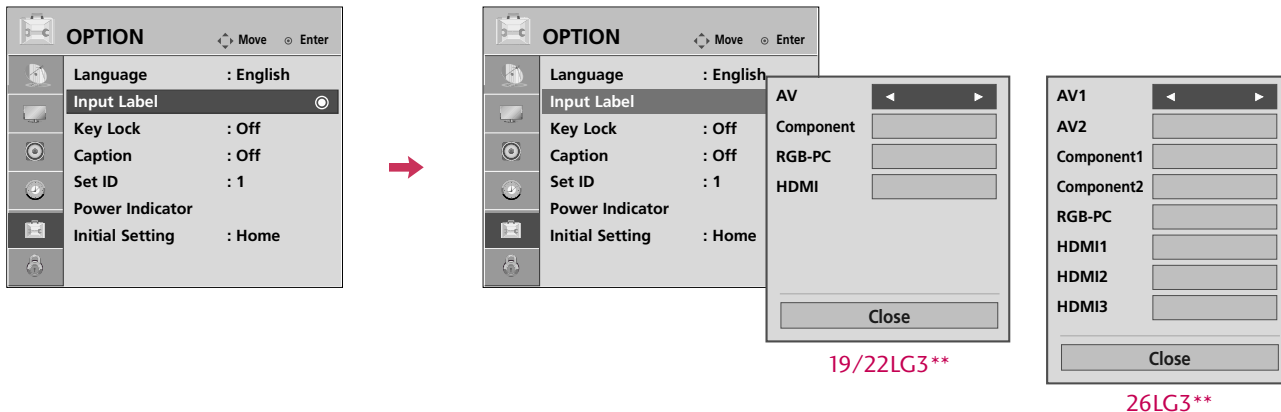 OPTION
Move
Enter
Language : English
Input Label
Key Lock : Off
Caption : Off
Set ID : 1
Power Indicator
Initial Setting : Home
OPTION
Move
Enter
Language : English
Input Label
Key Lock : Off
Caption : Off
Set ID : 1
Power Indicator
Initial Setting : Home
AV
Component
RGB-PC
HDMI
Close
19/22LG3**
AV1
AV2
Component1
Component2
RGB-PC
HDMI1
HDMI2
HDMI3
Close
26LG3**